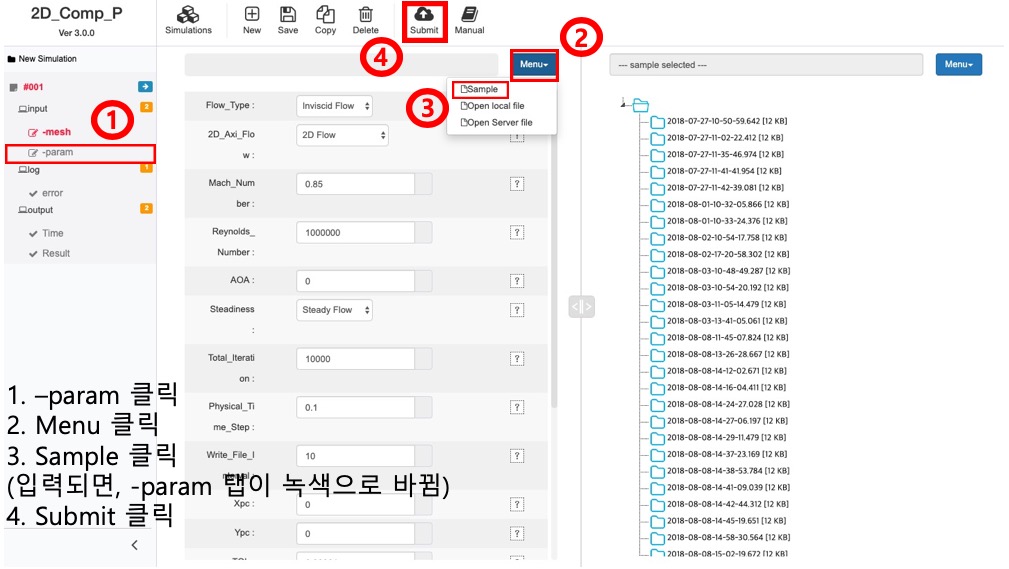 2D_Comp_P
Ver 3.0.0
Simulations
New
Save
Copy
Delete
Submit
Manual
New Simulation
#001
input
2
-mesh
-param
log
1
error
output
2
Time
Result
1
2
3
4
Menu
Sample
Open local file
Open Server file
Flow_Type :
Inviscid Flow
2D_Axi_Flo
w :
2D Flow
?
Mach_Num
ber :
0.85
?
Reynolds_
Number :
1000000
?
AOA :
0
?
Steadiness
:
Steady Flow
?
Total_Iterati
on :
10000
?
Physical_Ti
me_Step :
0.1
?
Write_File_I
nterval :
10
?
Xpc :
0
?
Ypc :
0
?
--- sample selected ---
Menu
2018-07-27-10-50-59.642 [12 KB]
2018-07-27-11-02-22.412 [12 KB]
2018-07-27-11-35-46.974 [12 KB]
2018-07-27-11-41-41.954 [12 KB]
2018-07-27-11-42-39.081 [12 KB]
2018-08-01-10-32-05.866 [12 KB]
2018-08-01-10-33-24.376 [12 KB]
2018-08-02-10-54-17.758 [12 KB]
2018-08-02-17-20-58.302 [12 KB]
2018-08-03-10-48-49.287 [12 KB]
2018-08-03-10-54-20.192 [12 KB]
2018-08-03-11-05-14.479 [12 KB]
2018-08-03-13-41-05.061 [12 KB]
2018-08-08-11-45-07.824 [12 KB]
2018-08-08-13-26-28.667 [12 KB]
2018-08-08-14-12-02.671 [12 KB]
2018-08-08-14-16-04.411 [12 KB]
2018-08-08-14-24-27.028 [12 KB]
2018-08-08-14-27-06.197 [12 KB]
2018-08-08-14-29-11.479 [12 KB]
2018-08-08-14-37-23.169 [12 KB]
2018-08-08-14-38-53.784 [12 KB]
2018-08-08-14-41-09.039 [12 KB]
2018-08-08-14-42-44.312 [12 KB]
2018-08-08-14-45-19.651 [12 KB]
2018-08-08-14-58-30.564 [12 KB]
2018-08-08-15-02-19.672 [12 KB]
1. –param 클릭
2. Menu 클릭
3. Sample 클릭
(입력되면, -param 탭이 녹색으로 바뀜)
4. Submit 클릭